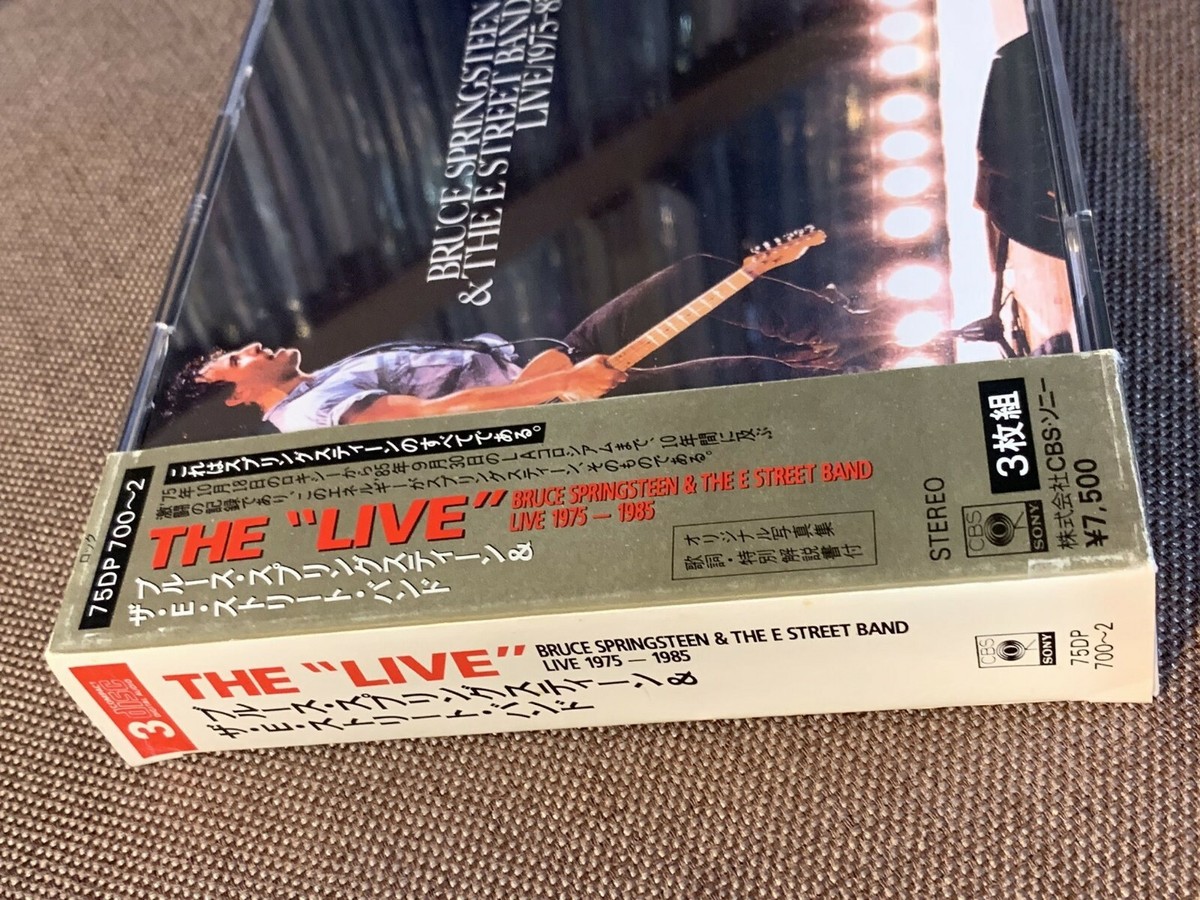 BRUCE SPRINGSTEEN
& THE E STREET BAND
LIVE/1975-8
ロック
75DP 700~2
これはスプリングスティーンのすべてである。
激'75年10月18日のロキシーから85年9月30日のLAコロシアムまで、10年間に及ぶ
闘の記録であり、このエネルギーがスプリングスティーン、そのものである。
THE "LIVE"
BRUCE SPRINGSTEEN & THE E STREET BAND
LIVE 1975 — 1985
ブルース・スプリングスティーン&
ザ・E・ストリート・バンド
オリジナル写真集
歌詞・特別解説書付
STEREO
CBS
SONY
3枚組
株式会社CBS・ソニー
¥7,500
3
COMPACT
disc
DIGITAL AUDIO
THE "LIVE"
BRUCE SPRINGSTEEN & THE E STREET BAND
LIVE 1975 — 1985
ブルース・スプリングスティーン&
ザ・E・ストリート・バンド
CBS
SONY
75DP
700~2